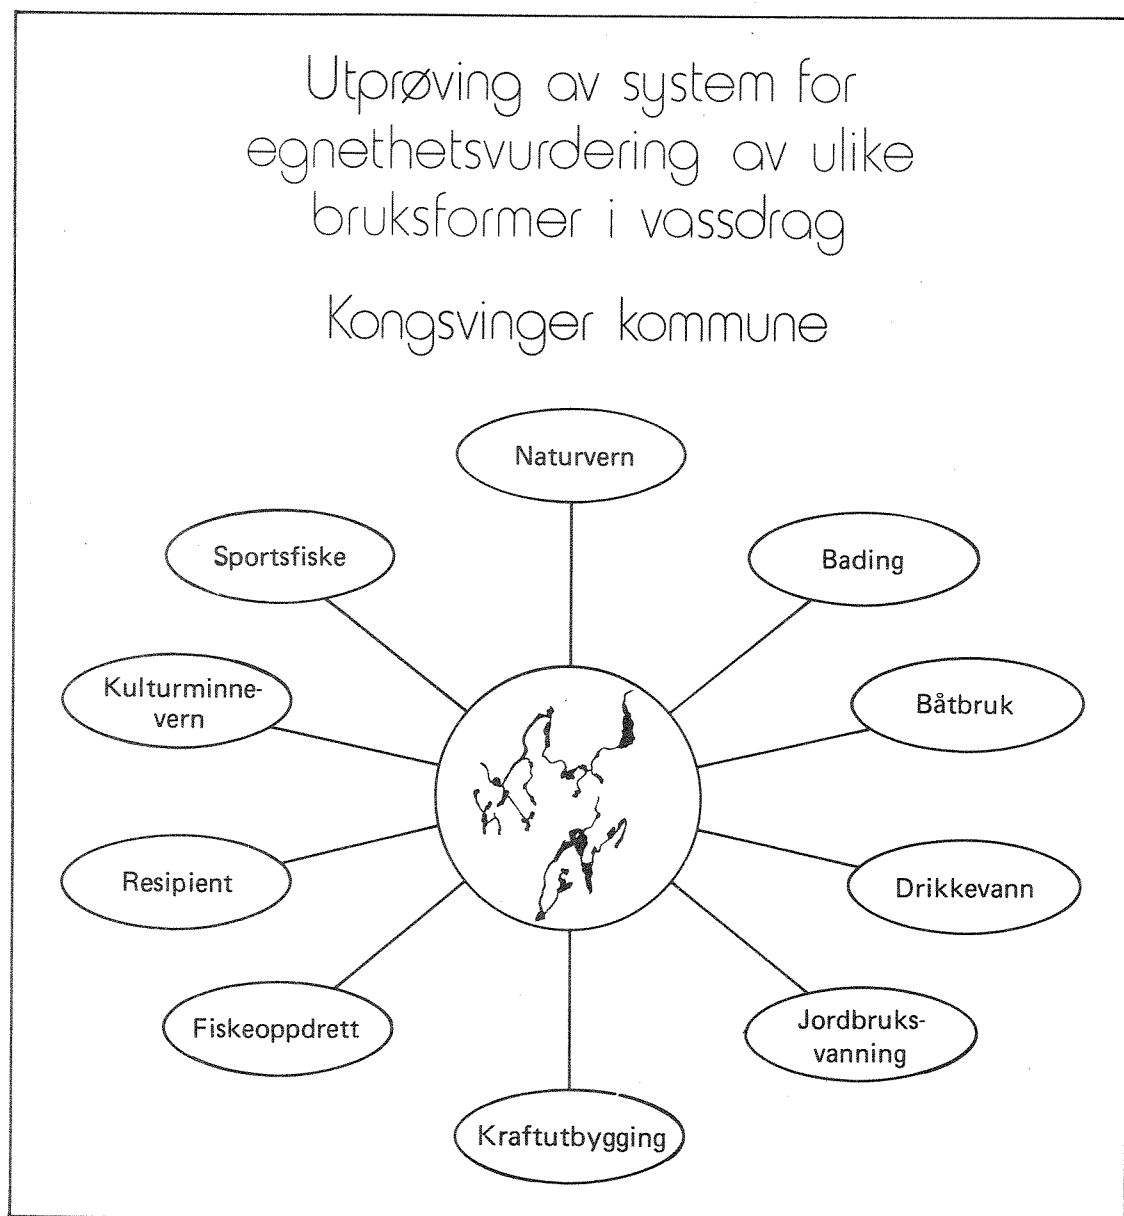 Utprøving av system for
egnethetsvurdering av ulike
bruksformer i vassdrag
Kongsvinger kommune
Naturvern
Sportsfiske
Bading
Kulturminne-
vern
Båtbruk
Resipient
Drikkevann
Fiskeoppdrett
Jordbruks-
vanning
Kraftutbygging